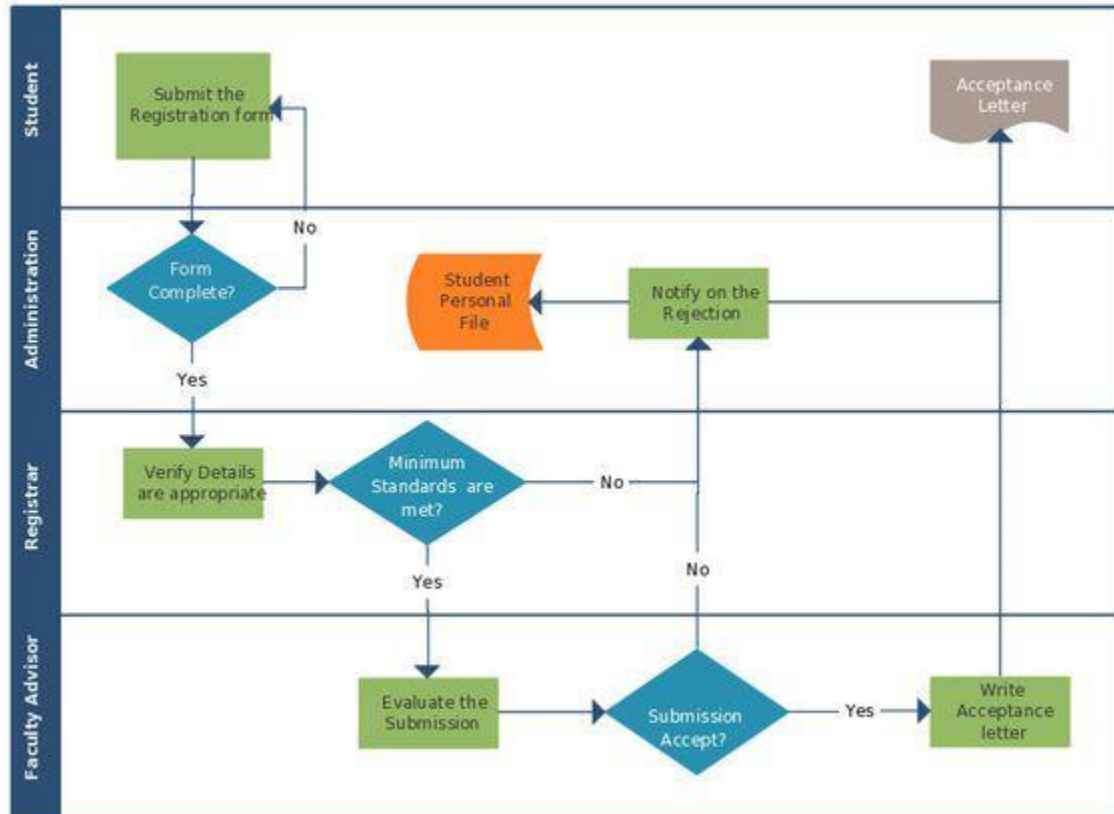 Student
Submit the
Registration form
Acceptance
Letter
No
Administration
Form
Complete?
Student
Personal
File
Notify on the
Rejection
Yes
Registrar
Verify Details
are appropriate
Minimum
Standards are
met?
No
Yes
No
Faculty Advisor
Evaluate the
Submission
Submission
Accept?
Yes
Write
Acceptance
letter